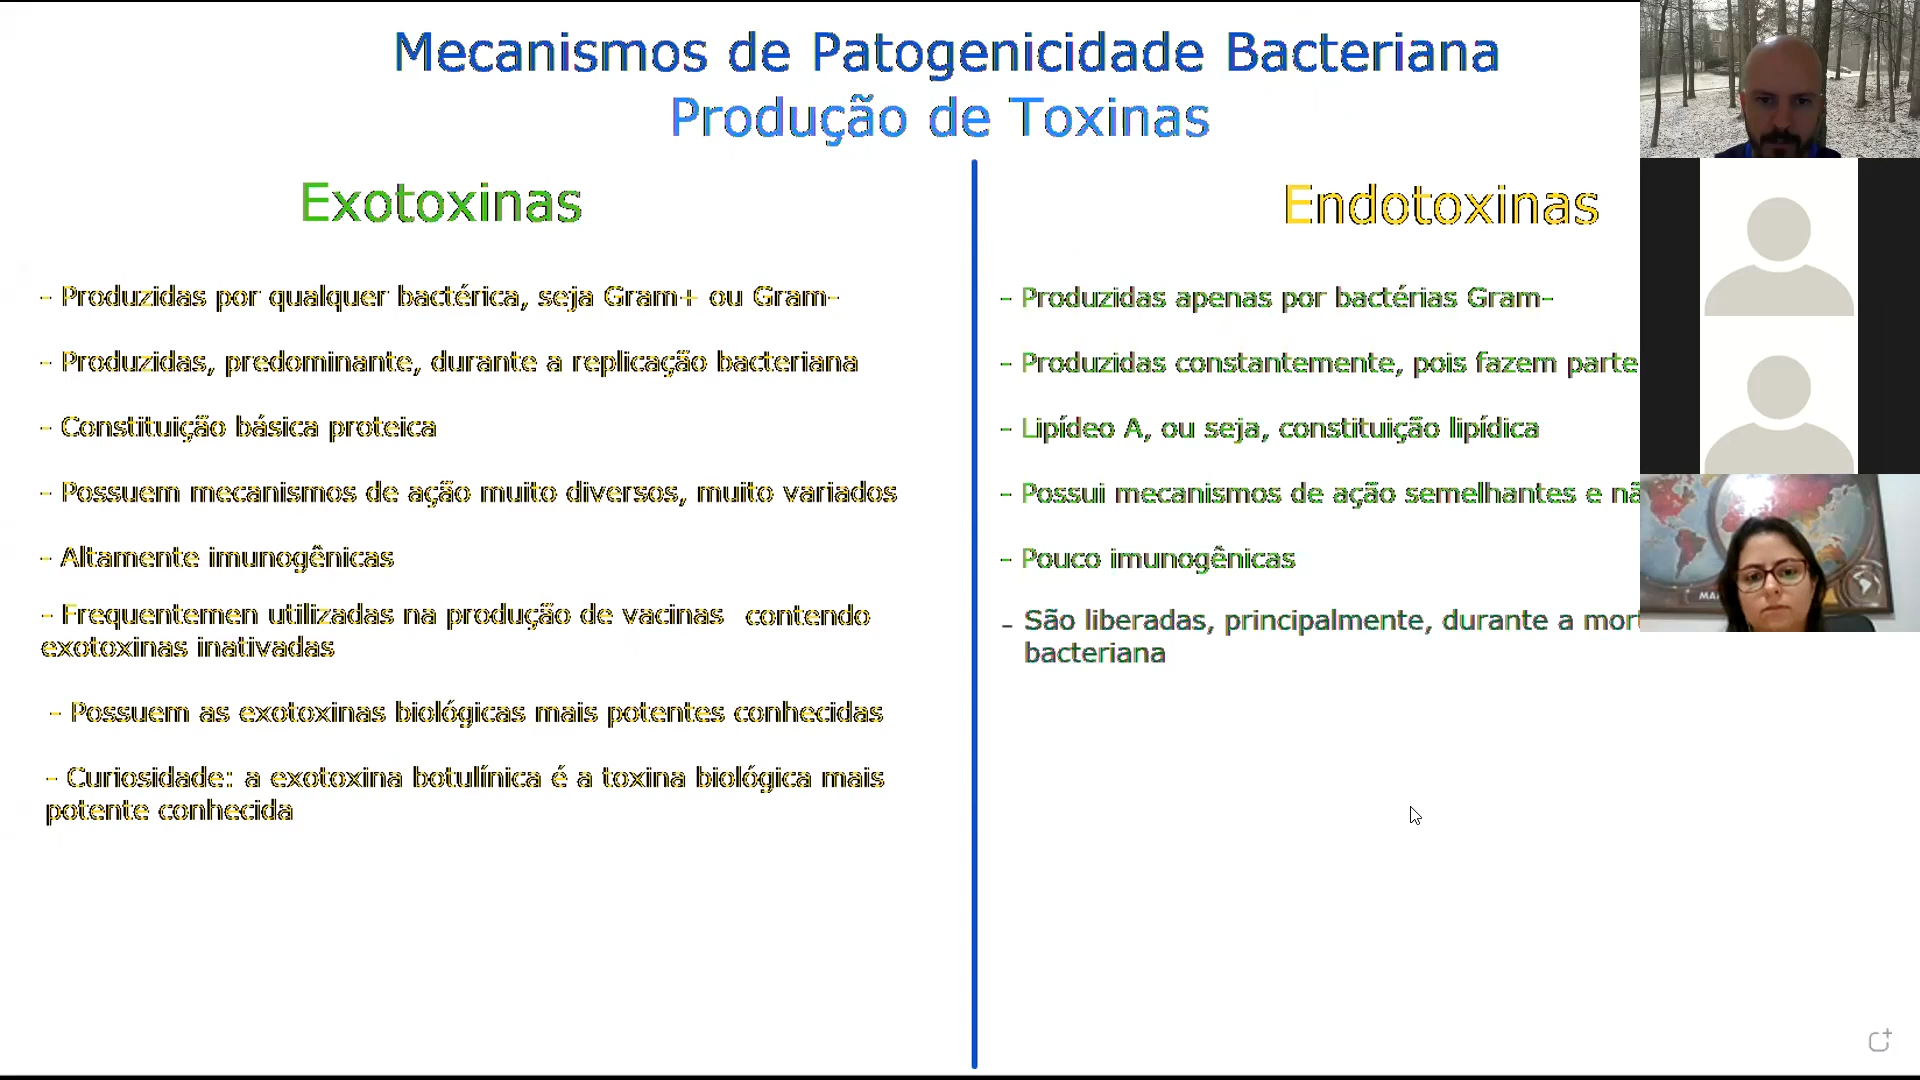 Mecanismos de Patogenicidade Bacteriana
Produção de Toxinas
Exotoxinas
- Produzidas por qualquer bactérica, seja Gram+ ou Gram-
- Produzidas, predominante, durante a replicação bacteriana
- Constituição básica proteica
- Possuem mecanismos de ação muito diversos, muito variados
- Altamente imunogênicas
- Frequentemen utilizadas na produção de vacinas contendo
exotoxinas inativadas
- Possuem as exotoxinas biológicas mais potentes conhecidas
- Curiosidade: a exotoxina botulínica é a toxina biológica mais
potente conhecida
Endotoxinas
- Produzidas apenas por bactérias Gram-
- Produzidas constantemente, pois fazem parte
- Lipídeo A, ou seja, constituição lipídica
- Possui mecanismos de ação semelhantes e
- Pouco imunogênicas
- São liberadas, principalmente, durante a
bacteriana